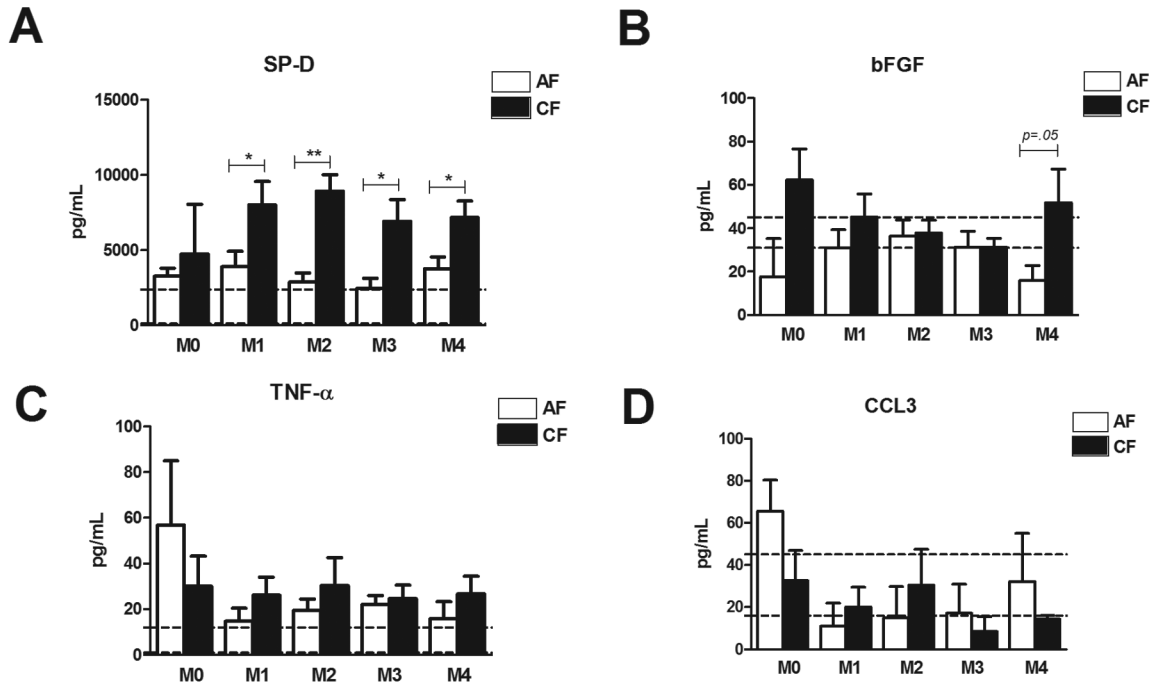 A
SP-D
AF
CF
15000
10000
5000
0
pg/mL
*
**
*
*
M0 M1 M2 M3 M4
B
bFGF
AF
CF
100
80
60
40
20
0
pg/mL
p=.05
M0 M1 M2 M3 M4
C
TNF-α
AF
CF
100
80
60
40
20
0
pg/mL
M0 M1 M2 M3 M4
D
CCL3
AF
CF
80
60
40
20
0
pg/mL
M0 M1 M2 M3 M4